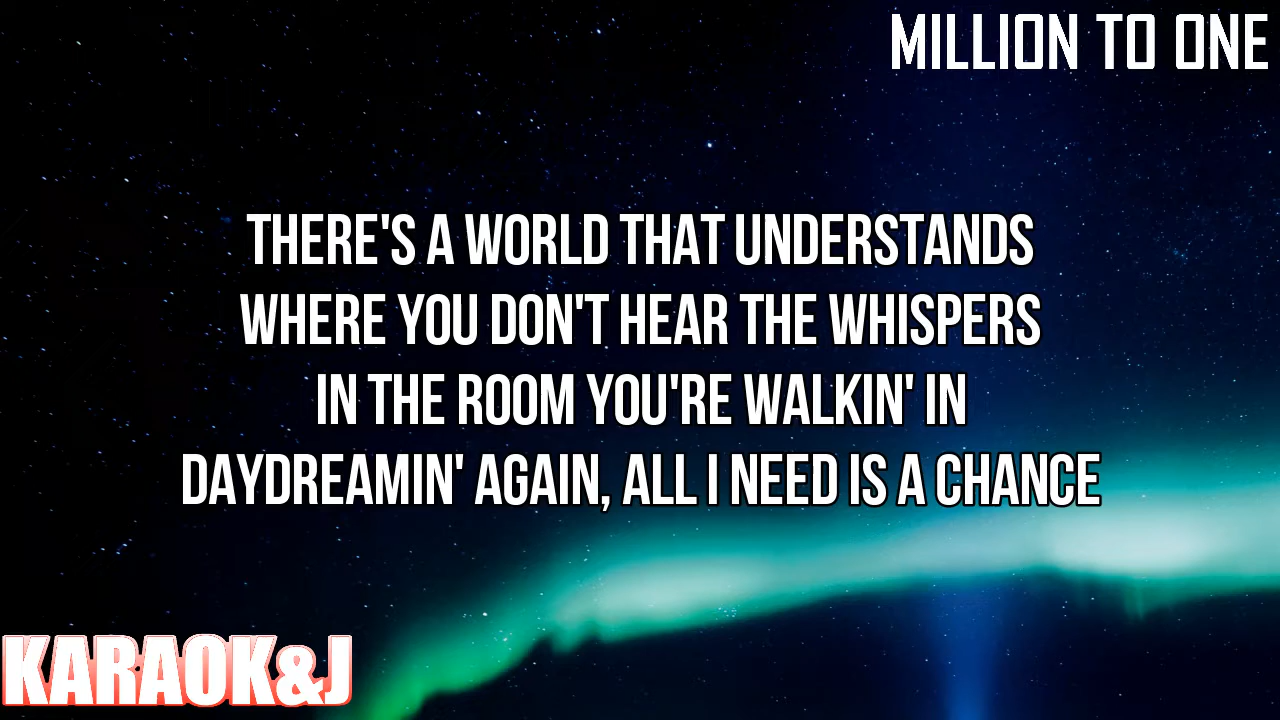 MILLION TO ONE
THERE'S A WORLD THAT UNDERSTANDS
WHERE YOU DON'T HEAR THE WHISPERS
IN THE ROOM YOU'RE WALKIN' IN
DAYDREAMIN' AGAIN, ALL I NEED IS A CHANCE
KARAOK&J